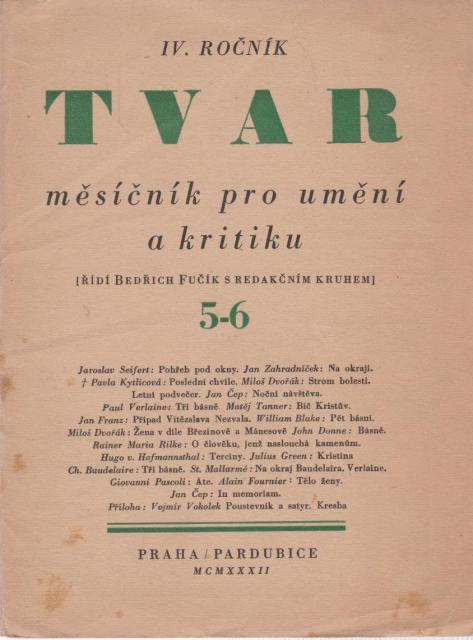 IV. ROČNÍK
TVAR
měsíčník pro umění
a kritiku
[ŘÍDÍ BEDŘICH FUČÍK S REDAKČNÍM KRUHEM]
5-6
Jaroslav Seifert: Pohřeb pod okny. Jan Zahradníček: Na okraji.
† Pavla Kytlicová: Poslední chvíle. Miloš Dvořák: Strom bolesti.
Letní podvečer. Jan Čep: Noční návštěva.
Paul Verlaine: Tři básně. Matěj Tanner: Bič Kristův.
Jan Franz: Případ Vítězslava Nezvala. William Blake: Pět básní.
Miloš Dvořák: Žena v díle Březinově a Mánesově John Donne: Básně.
Rainer Maria Rilke: O člověku, jenž naslouchá kamenům.
Hugo v. Hofmannsthal: Terciny. Julius Green: Kristina
Ch. Baudelaire: Tři básně. St. Mallarmé: Na okraj Baudelaira. Verlaine.
Giovanni Pascoli: Ate. Alain Fournier: Tělo ženy.
Jan Čep: In memoriam.
Příloha: Vojmír Vokolek Poustevník a satyr. Kresba
PRAHA / PARDUBICE
MCMXXXII